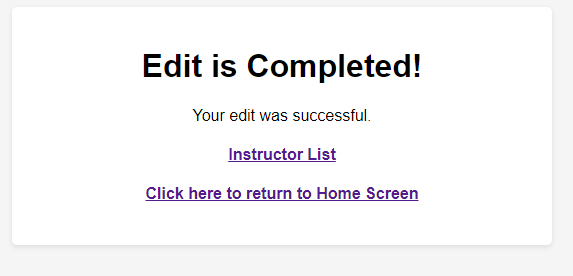 Edit is Completed!
Your edit was successful.
Instructor List
Click here to return to Home Screen